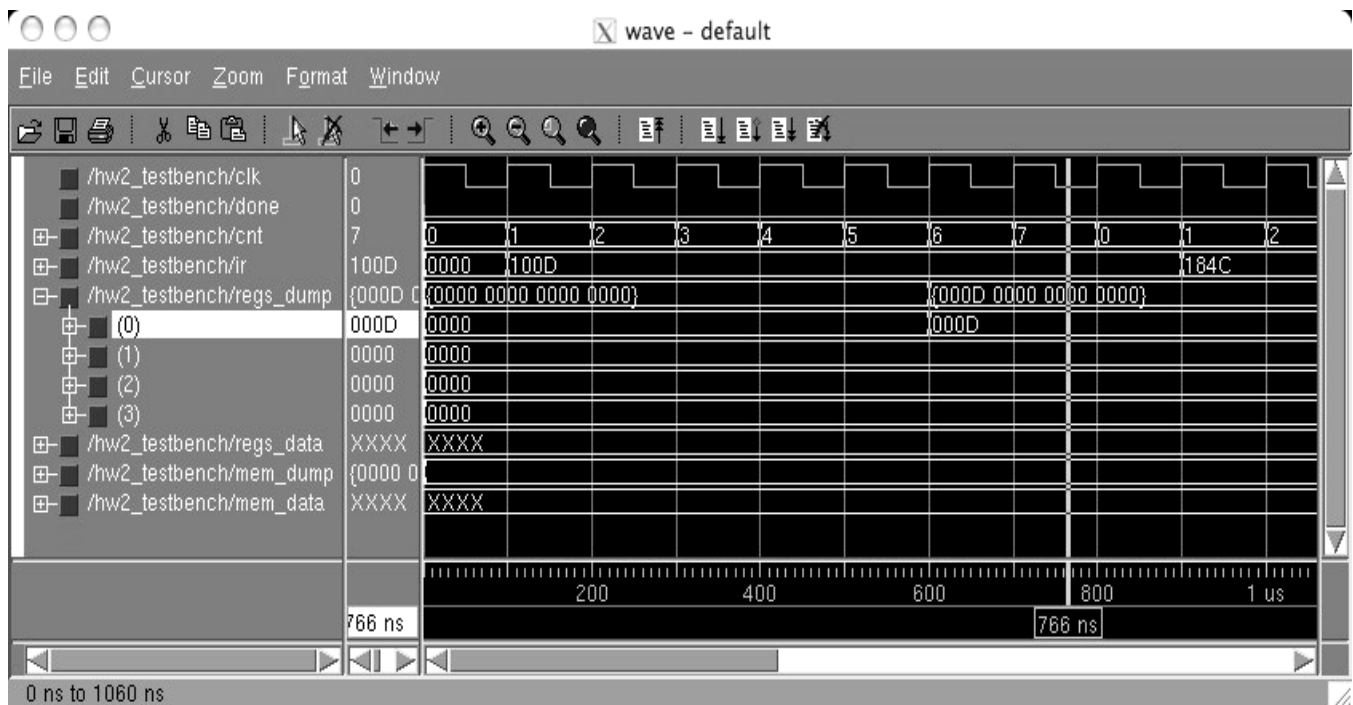 wave – default
File Edit Cursor Zoom Format Window
/hw2_testbench/clk 0
/hw2_testbench/done 0
/hw2_testbench/cnt 7 0 1 2 3 4 5 6 7 0 1 2
/hw2_testbench/ir 100D 0000 100D 184C
/hw2_testbench/regs_dump {000D 0 {0000 0000 0000 0000} {000D 0000 0000 0000}
(0) 000D 0000 000D
(1) 0000 0000
(2) 0000 0000
(3) 0000 0000
/hw2_testbench/regs_data XXXX XXXX
/hw2_testbench/mem_dump {0000 0
/hw2_testbench/mem_data XXXX XXXX
200 400 600 800 1 us
766 ns 766 ns
0 ns to 1060 ns